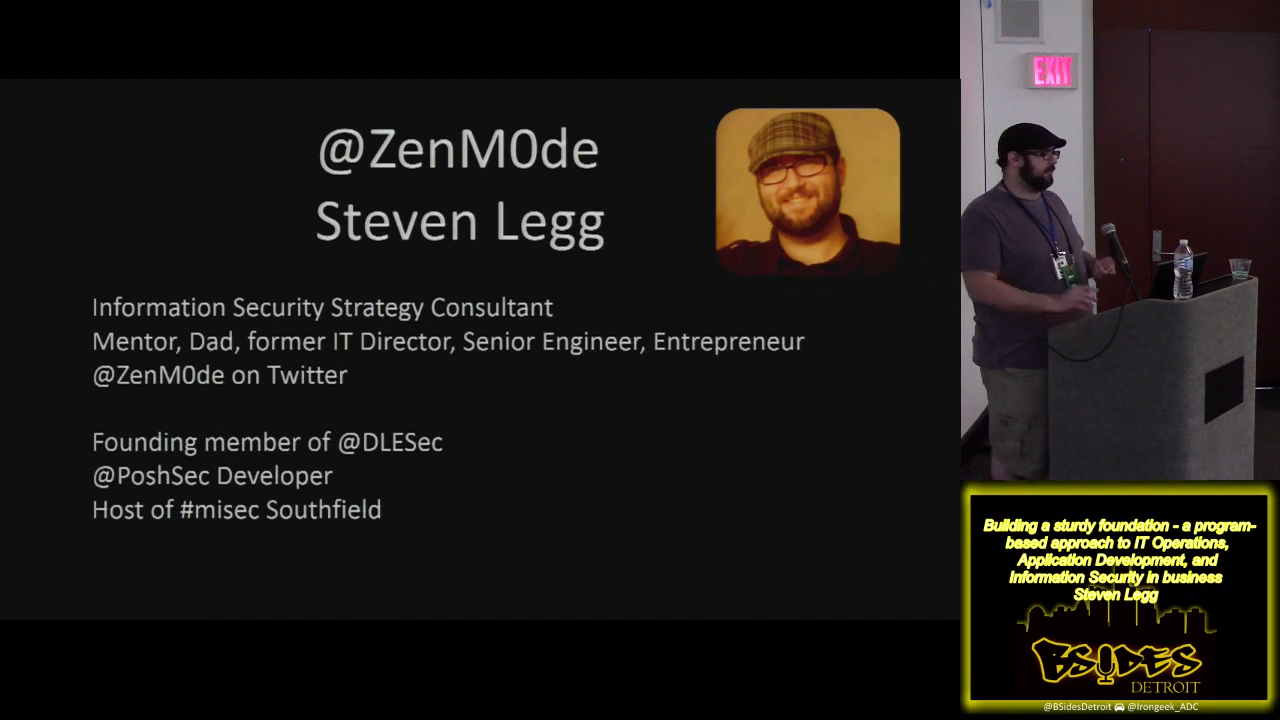 @ZenM0de
Steven Legg
Information Security Strategy Consultant
Mentor, Dad, former IT Director, Senior Engineer, Entrepreneur
@ZenM0de on Twitter
Founding member of @DLESec
@PoshSec Developer
Host of #misec Southfield
EXIT
Building a sturdy foundation - a program-
based approach to IT Operations,
Application Development, and
Information Security in business
Steven Legg
BSIDES
DETROIT
@BSidesDetroit @Irongeek_ADC